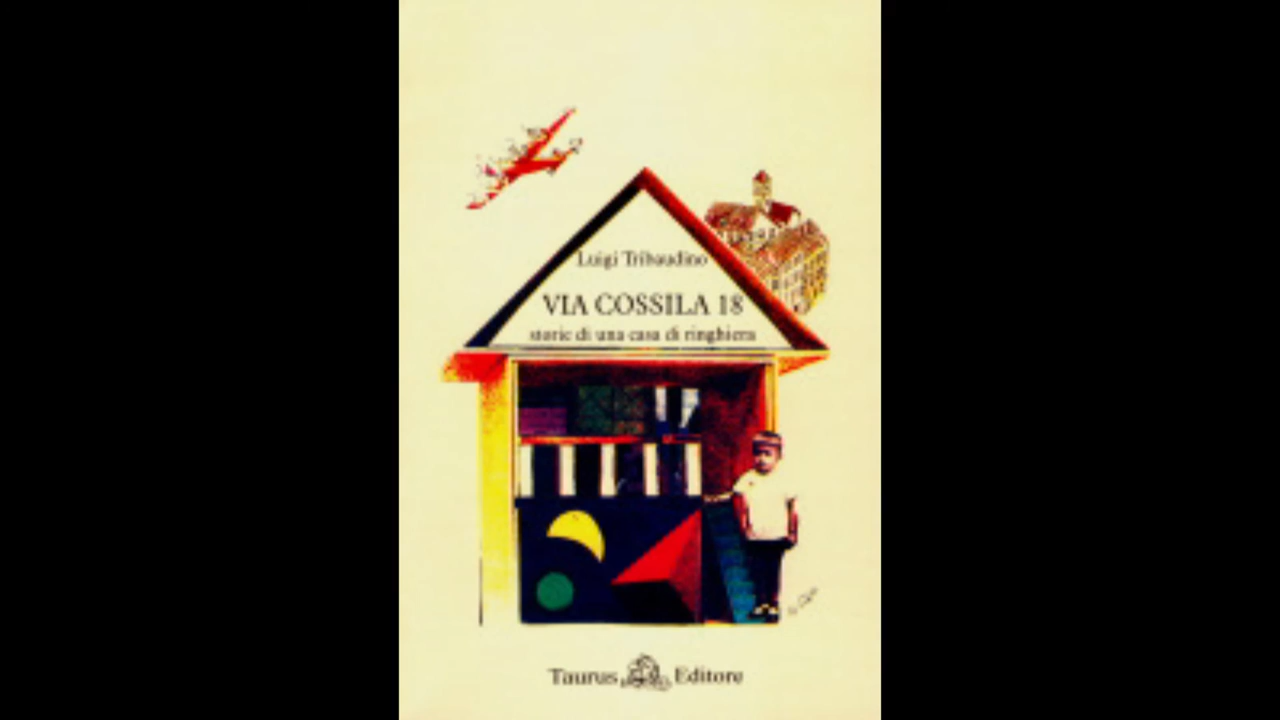 Luigi Tribaudino
VIA COSSILA 18
storie di una casa di ringhiera
Taurus Editore